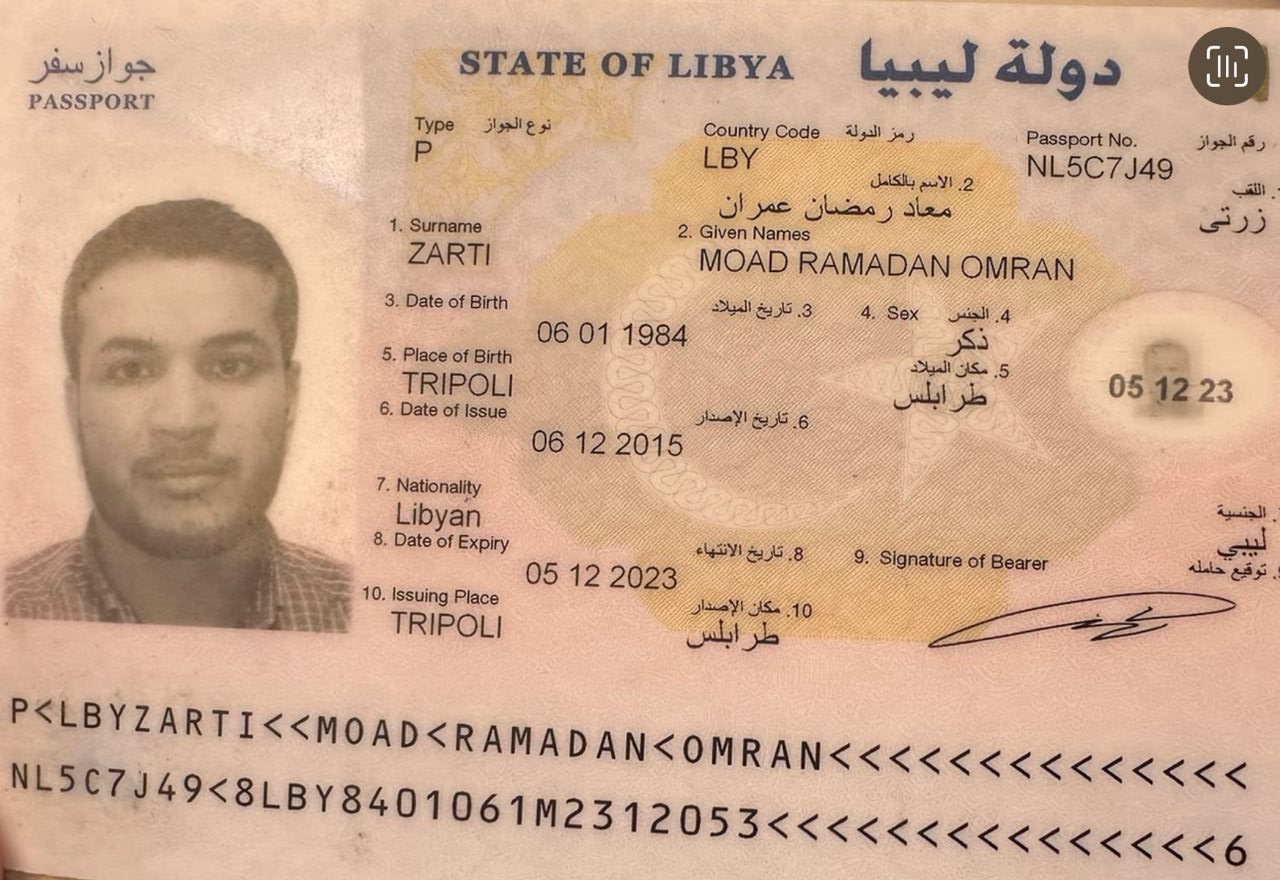 جواز سفر
PASSPORT
STATE OF LIBYA دولة ليبيا
Type نوع الجواز Country Code رمز الدولة Passport No. رقم الجواز
P LBY NL5C7J49
2. الاسم بالكامل اللقب
معاد رمضان عمران زرتي
1. Surname 2. Given Names
ZARTI MOAD RAMADAN OMRAN
3. Date of Birth 3. تاريخ الميلاد 4. Sex 4. الجنس
06 01 1984 ذكر
5. Place of Birth 5. مكان الميلاد
TRIPOLI طرابلس
05 12 23
6. Date of Issue 6. تاريخ الإصدار
06 12 2015
7. Nationality الجنسية
Libyan ليبي
8. Date of Expiry 8. تاريخ الانتهاء 9. Signature of Bearer توقيع حامله
05 12 2023
10. Issuing Place 10. مكان الإصدار
TRIPOLI طرابلس
P<LBYZARTI<<MOAD<RAMADAN<OMRAN<<<<<<<<<<<<<<
NL5C7J49<8LBY8401061M2312053<<<<<<<<<<<<<<<6